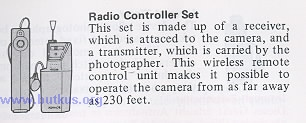 Radio Controller Set
This set is made up of a receiver,
which is attaced to the camera, and
a transmitter, which is carried by the
photographer. This wireless remote
control unit makes it possible to
operate the camera from as far away
as 230 feet.
www.butkus.org